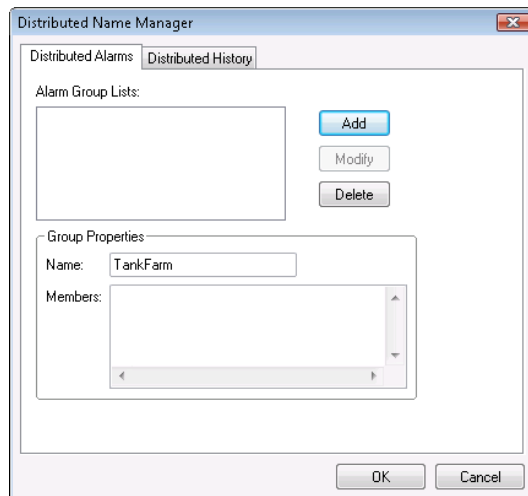 Distributed Name Manager
Distributed Alarms
Distributed History
Alarm Group Lists:
Add
Modify
Delete
Group Properties
Name:
TankFarm
Members:
OK
Cancel